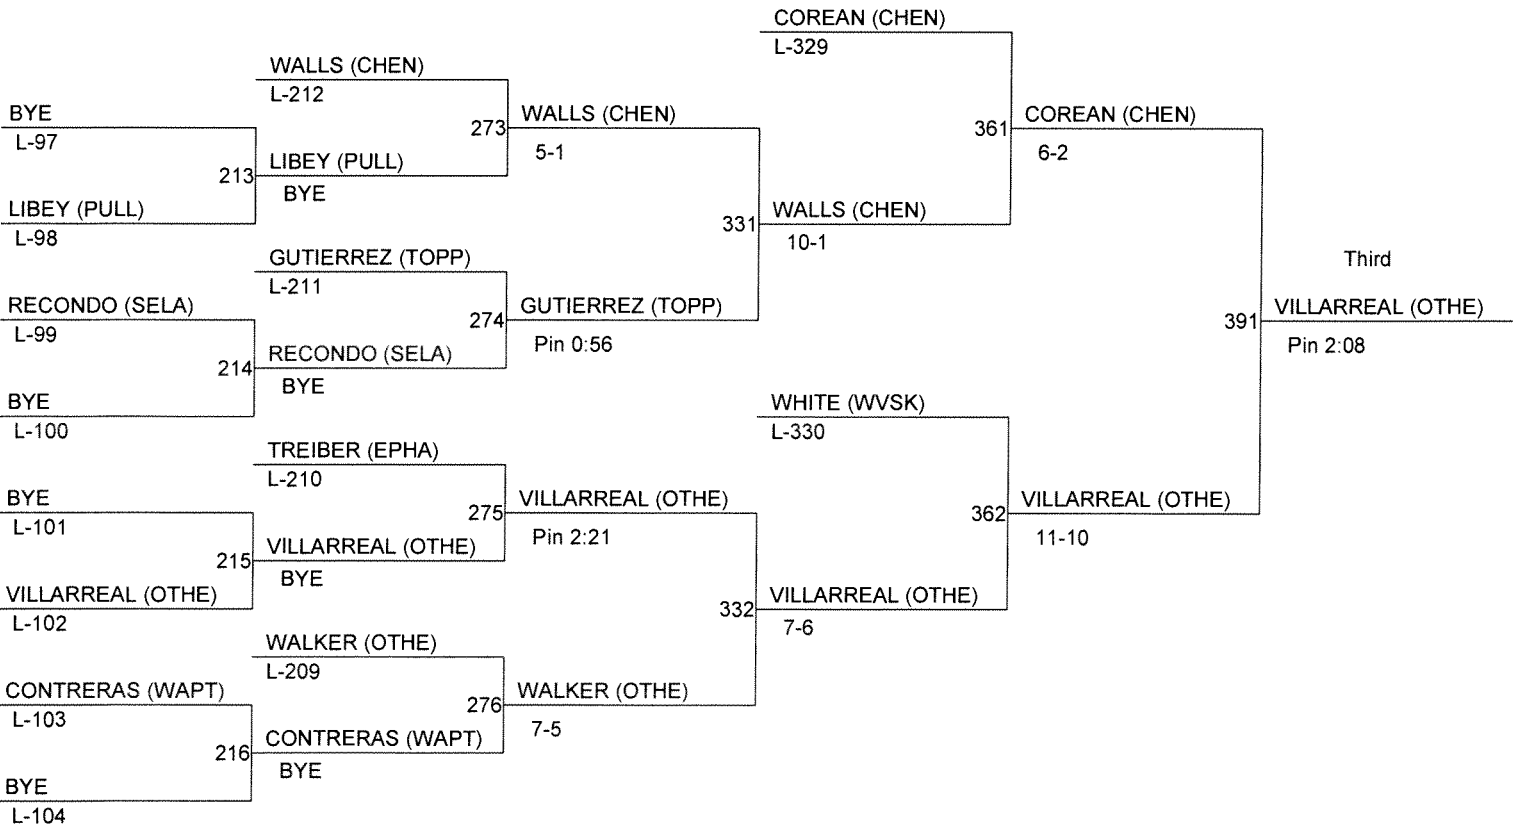 COREAN (CHEN)
L-329
WALLS (CHEN)
L-212
BYE
L-97
273
WALLS (CHEN)
5-1
361
COREAN (CHEN)
6-2
213
LIBEY (PULL)
BYE
LIBEY (PULL)
L-98
331
WALLS (CHEN)
10-1
GUTIERREZ (TOPP)
L-211
Third
RECONDO (SELA)
L-99
274
GUTIERREZ (TOPP)
Pin 0:56
391
VILLARREAL (OTHE)
Pin 2:08
214
RECONDO (SELA)
BYE
BYE
L-100
WHITE (WVSK)
L-330
TREIBER (EPHA)
L-210
BYE
L-101
275
VILLARREAL (OTHE)
Pin 2:21
362
VILLARREAL (OTHE)
11-10
215
VILLARREAL (OTHE)
BYE
VILLARREAL (OTHE)
L-102
332
VILLARREAL (OTHE)
7-6
WALKER (OTHE)
L-209
CONTRERAS (WAPT)
L-103
276
WALKER (OTHE)
7-5
216
CONTRERAS (WAPT)
BYE
BYE
L-104